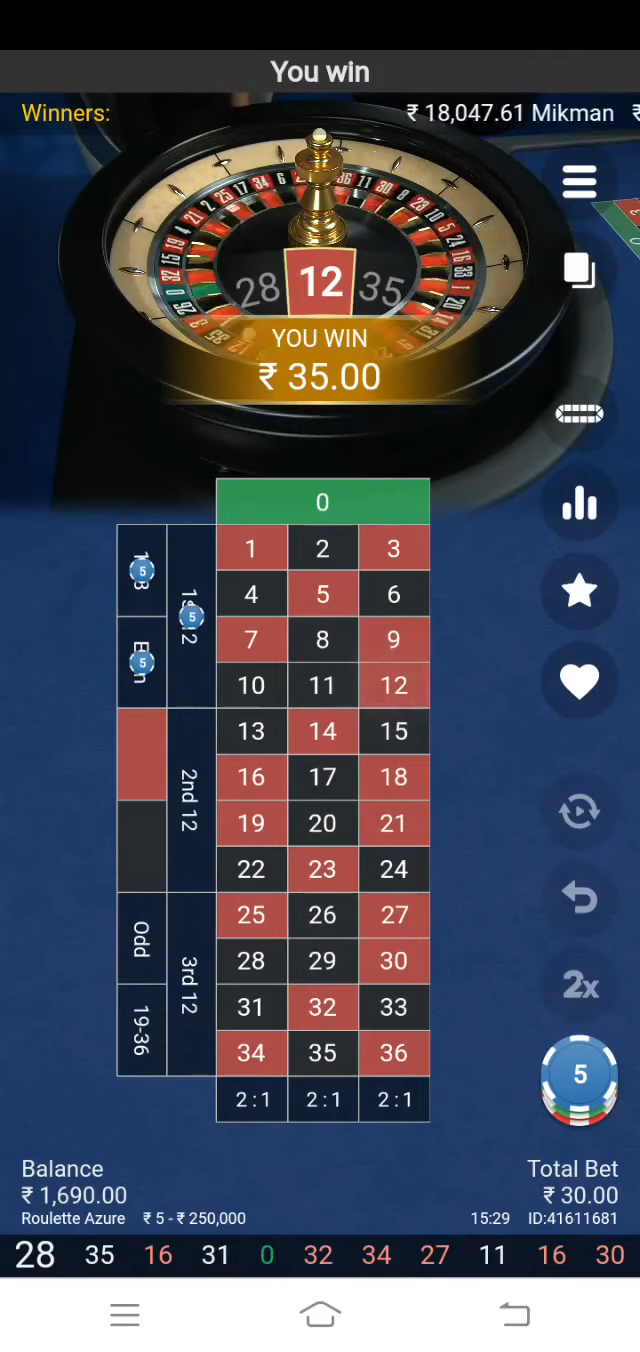 You win
Winners:
₹ 18,047.61 Mikman
28 12 35
YOU WIN
₹ 35.00
0
1 2 3
4 5 6
7 8 9
10 11 12
13 14 15
16 17 18
19 20 21
22 23 24
25 26 27
28 29 30
31 32 33
34 35 36
2:1 2:1 2:1
5
5
5
2nd 12
3rd 12
Odd
19-36
2x
5
Balance
₹ 1,690.00
Total Bet
₹ 30.00
Roulette Azure ₹ 5 - ₹ 250,000
15:29 ID:41611681
28 35 16 31 0 32 34 27 11 16 30